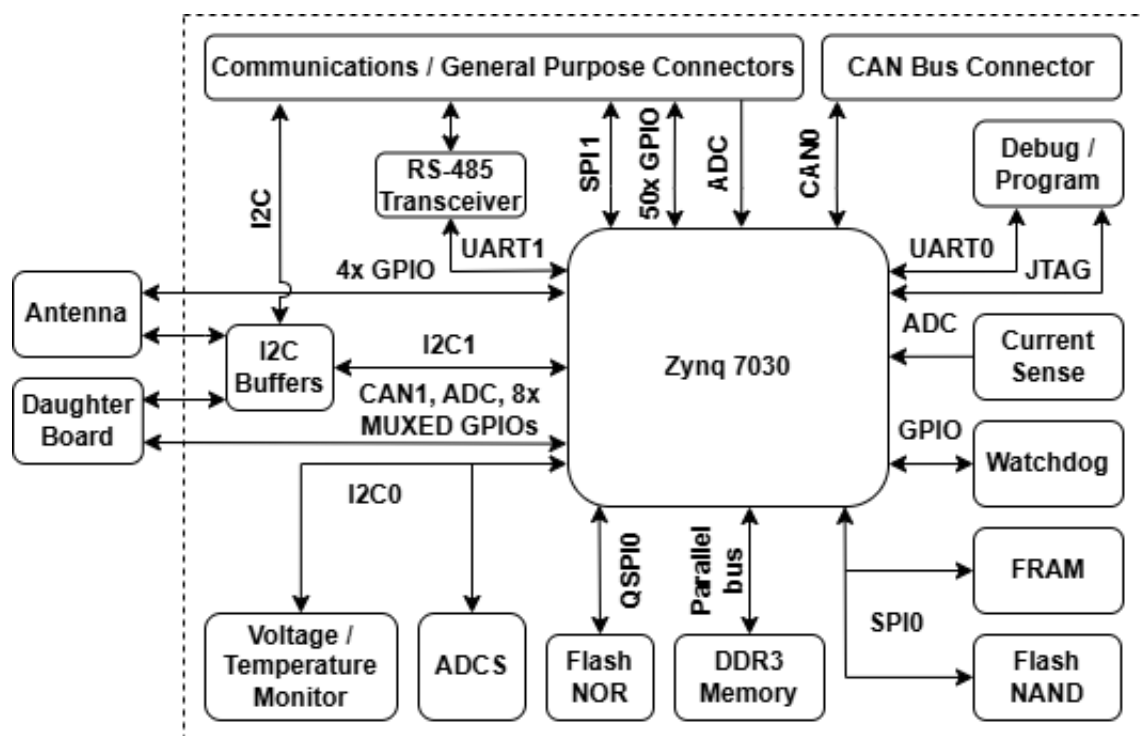 Communications / General Purpose Connectors
CAN Bus Connector
I2C
RS-485
Transceiver
SPI1
50x GPIO
ADC
CAN0
Debug /
Program
UART1
UART0
JTAG
4x GPIO
Antenna
I2C
Buffers
I2C1
Zynq 7030
ADC
Current
Sense
Daughter
Board
CAN1, ADC, 8x
MUXED GPIOs
GPIO
Watchdog
I2C0
QSPI0
Parallel
bus
FRAM
SPI0
Voltage /
Temperature
Monitor
ADCS
Flash
NOR
DDR3
Memory
Flash
NAND